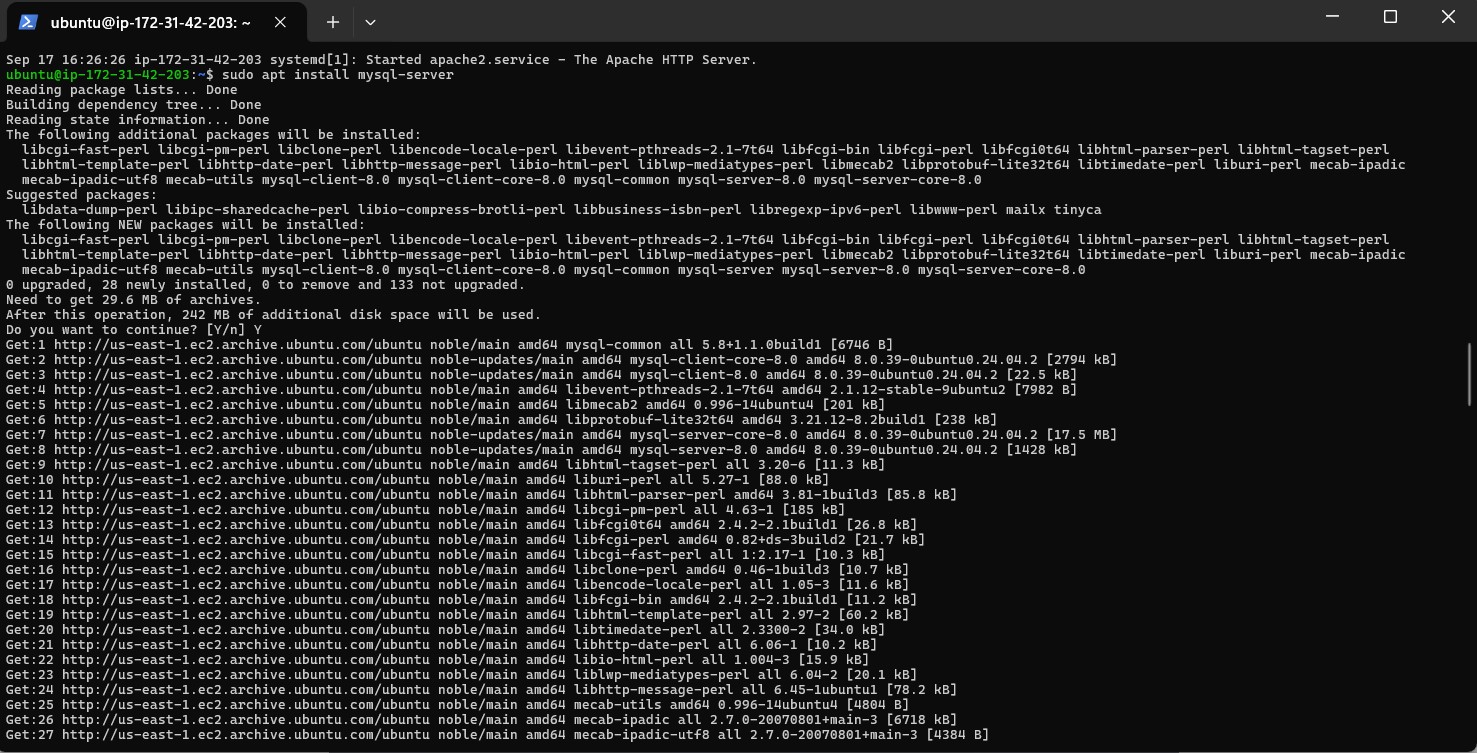 ubuntu@ip-172-31-42-203: ~
Sep 17 16:26:26 ip-172-31-42-203 systemd[1]: Started apache2.service - The Apache HTTP Server.
ubuntu@ip-172-31-42-203:~$ sudo apt install mysql-server
Reading package lists... Done
Building dependency tree... Done
Reading state information... Done
The following additional packages will be installed:
  libcgi-fast-perl libcgi-pm-perl libclone-perl libencode-locale-perl libevent-pthreads-2.1-7t64 libfcgi-bin libfcgi-perl libfcgi0t64 libhtml-parser-perl libhtml-tagset-perl
  libhtml-template-perl libhttp-date-perl libhttp-message-perl libio-html-perl liblwp-mediatypes-perl libmecab2 libprotobuf-lite32t64 libtimedate-perl liburi-perl mecab-ipadic
  mecab-ipadic-utf8 mecab-utils mysql-client-8.0 mysql-client-core-8.0 mysql-common mysql-server-8.0 mysql-server-core-8.0
Suggested packages:
  libdata-dump-perl libipc-sharedcache-perl libio-compress-brotli-perl libbusiness-isbn-perl libregexp-ipv6-perl libwww-perl mailx tinyca
The following NEW packages will be installed:
  libcgi-fast-perl libcgi-pm-perl libclone-perl libencode-locale-perl libevent-pthreads-2.1-7t64 libfcgi-bin libfcgi-perl libfcgi0t64 libhtml-parser-perl libhtml-tagset-perl
  libhtml-template-perl libhttp-date-perl libhttp-message-perl libio-html-perl liblwp-mediatypes-perl libmecab2 libprotobuf-lite32t64 libtimedate-perl liburi-perl mecab-ipadic
  mecab-ipadic-utf8 mecab-utils mysql-client-8.0 mysql-client-core-8.0 mysql-common mysql-server mysql-server-8.0 mysql-server-core-8.0
0 upgraded, 28 newly installed, 0 to remove and 133 not upgraded.
Need to get 29.6 MB of archives.
After this operation, 242 MB of additional disk space will be used.
Do you want to continue? [Y/n] Y
Get:1 http://us-east-1.ec2.archive.ubuntu.com/ubuntu noble/main amd64 mysql-common all 5.8+1.1.0build1 [6746 B]
Get:2 http://us-east-1.ec2.archive.ubuntu.com/ubuntu noble-updates/main amd64 mysql-client-core-8.0 amd64 8.0.39-0ubuntu0.24.04.2 [2794 kB]
Get:3 http://us-east-1.ec2.archive.ubuntu.com/ubuntu noble-updates/main amd64 mysql-client-8.0 amd64 8.0.39-0ubuntu0.24.04.2 [22.5 kB]
Get:4 http://us-east-1.ec2.archive.ubuntu.com/ubuntu noble/main amd64 libevent-pthreads-2.1-7t64 amd64 2.1.12-stable-9ubuntu2 [7982 B]
Get:5 http://us-east-1.ec2.archive.ubuntu.com/ubuntu noble/main amd64 libmecab2 amd64 0.996-14ubuntu4 [201 kB]
Get:6 http://us-east-1.ec2.archive.ubuntu.com/ubuntu noble/main amd64 libprotobuf-lite32t64 amd64 3.21.12-8.2build1 [238 kB]
Get:7 http://us-east-1.ec2.archive.ubuntu.com/ubuntu noble-updates/main amd64 mysql-server-core-8.0 amd64 8.0.39-0ubuntu0.24.04.2 [17.5 MB]
Get:8 http://us-east-1.ec2.archive.ubuntu.com/ubuntu noble-updates/main amd64 mysql-server-8.0 amd64 8.0.39-0ubuntu0.24.04.2 [1428 kB]
Get:9 http://us-east-1.ec2.archive.ubuntu.com/ubuntu noble/main amd64 libhtml-tagset-perl all 3.20-6 [11.3 kB]
Get:10 http://us-east-1.ec2.archive.ubuntu.com/ubuntu noble/main amd64 liburi-perl all 5.27-1 [88.0 kB]
Get:11 http://us-east-1.ec2.archive.ubuntu.com/ubuntu noble/main amd64 libhtml-parser-perl amd64 3.81-1build3 [85.8 kB]
Get:12 http://us-east-1.ec2.archive.ubuntu.com/ubuntu noble/main amd64 libcgi-pm-perl all 4.63-1 [185 kB]
Get:13 http://us-east-1.ec2.archive.ubuntu.com/ubuntu noble/main amd64 libfcgi0t64 amd64 2.4.2-2.1build1 [26.8 kB]
Get:14 http://us-east-1.ec2.archive.ubuntu.com/ubuntu noble/main amd64 libfcgi-perl amd64 0.82+ds-3build2 [21.7 kB]
Get:15 http://us-east-1.ec2.archive.ubuntu.com/ubuntu noble/main amd64 libcgi-fast-perl all 1:2.17-1 [10.3 kB]
Get:16 http://us-east-1.ec2.archive.ubuntu.com/ubuntu noble/main amd64 libclone-perl amd64 0.46-1build3 [10.7 kB]
Get:17 http://us-east-1.ec2.archive.ubuntu.com/ubuntu noble/main amd64 libencode-locale-perl all 1.05-3 [11.6 kB]
Get:18 http://us-east-1.ec2.archive.ubuntu.com/ubuntu noble/main amd64 libfcgi-bin amd64 2.4.2-2.1build1 [11.2 kB]
Get:19 http://us-east-1.ec2.archive.ubuntu.com/ubuntu noble/main amd64 libhtml-template-perl all 2.97-2 [60.2 kB]
Get:20 http://us-east-1.ec2.archive.ubuntu.com/ubuntu noble/main amd64 libtimedate-perl all 2.3300-2 [34.0 kB]
Get:21 http://us-east-1.ec2.archive.ubuntu.com/ubuntu noble/main amd64 libhttp-date-perl all 6.06-1 [10.2 kB]
Get:22 http://us-east-1.ec2.archive.ubuntu.com/ubuntu noble/main amd64 libio-html-perl all 1.004-3 [15.9 kB]
Get:23 http://us-east-1.ec2.archive.ubuntu.com/ubuntu noble/main amd64 liblwp-mediatypes-perl all 6.04-2 [20.1 kB]
Get:24 http://us-east-1.ec2.archive.ubuntu.com/ubuntu noble/main amd64 libhttp-message-perl all 6.45-1ubuntu1 [78.2 kB]
Get:25 http://us-east-1.ec2.archive.ubuntu.com/ubuntu noble/main amd64 mecab-utils amd64 0.996-14ubuntu4 [4804 B]
Get:26 http://us-east-1.ec2.archive.ubuntu.com/ubuntu noble/main amd64 mecab-ipadic all 2.7.0-20070801+main-3 [6718 kB]
Get:27 http://us-east-1.ec2.archive.ubuntu.com/ubuntu noble/main amd64 mecab-ipadic-utf8 all 2.7.0-20070801+main-3 [4384 B]